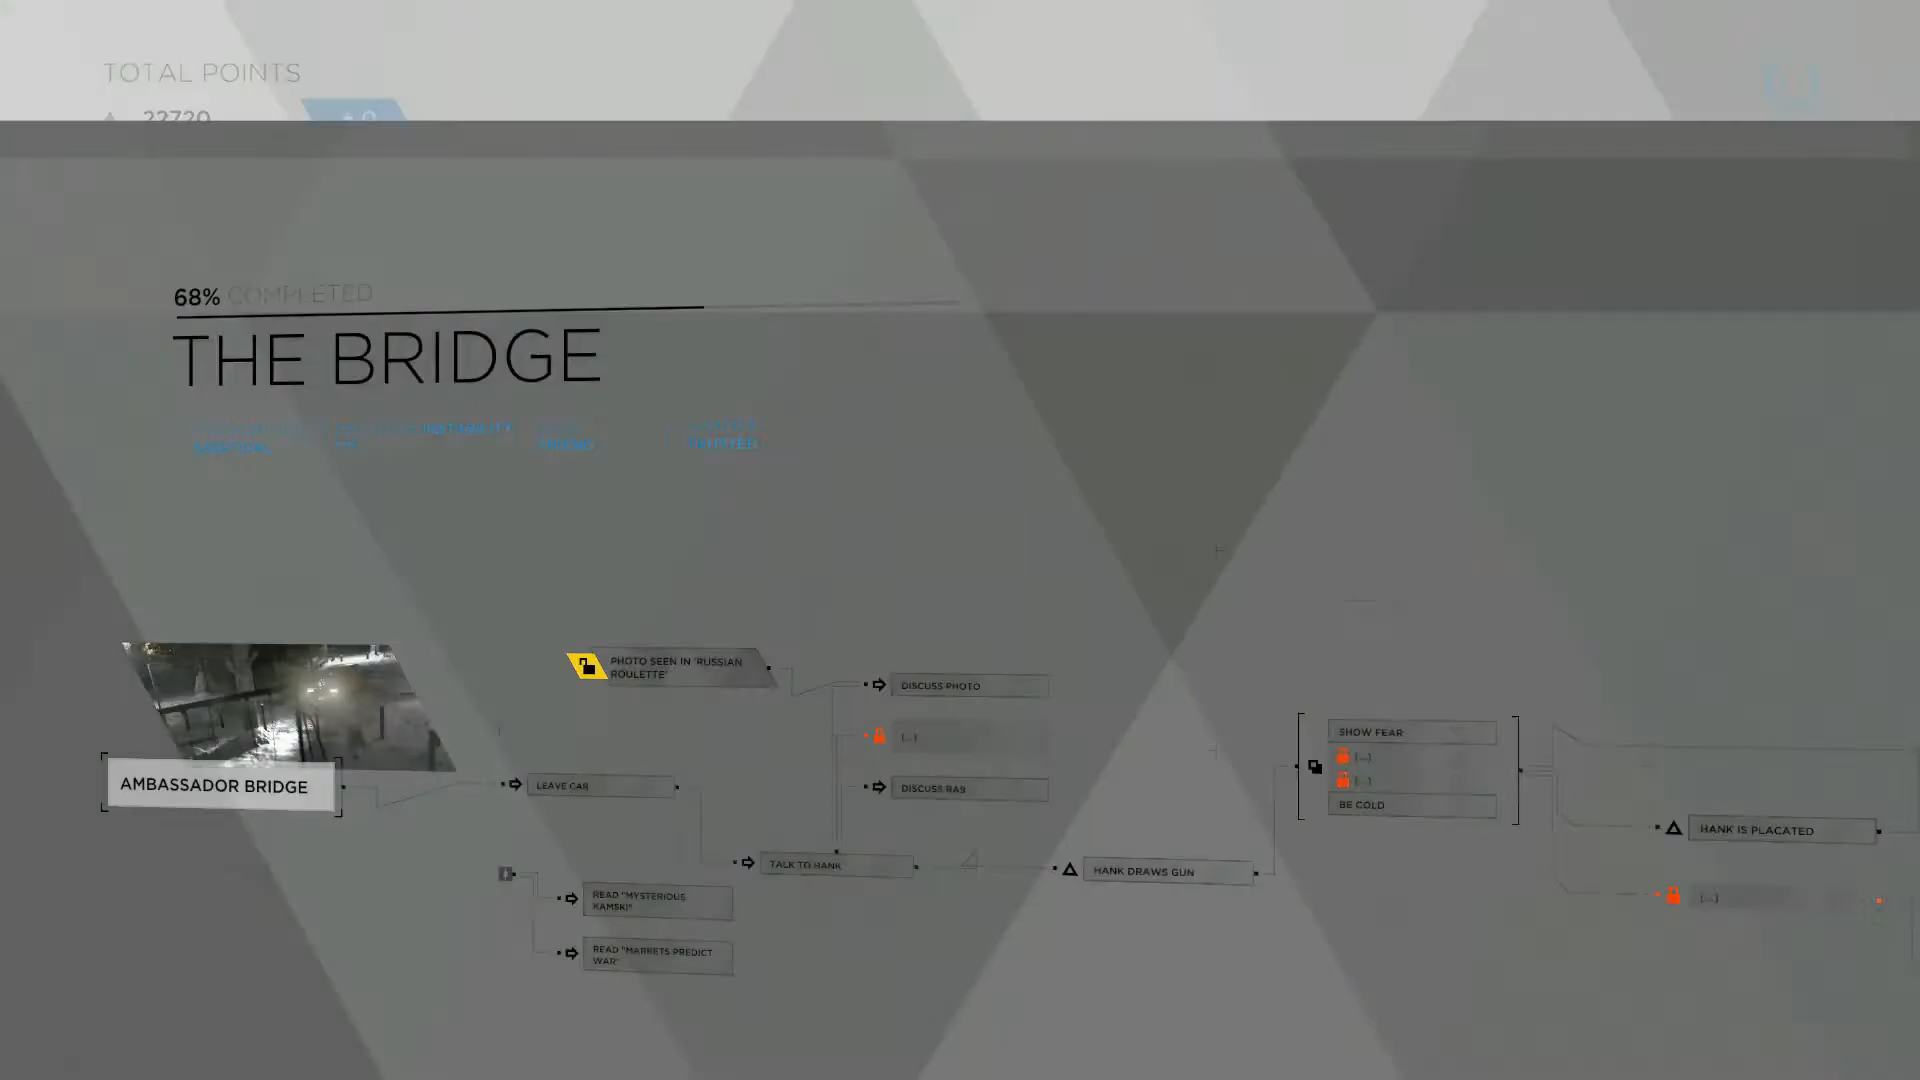 TOTAL POINTS
22720
68% COMPLETED
THE BRIDGE
INSTABILITY
TRUSTED
PHOTO SEEN IN "RUSSIAN
ROULETTE"
DISCUSS PHOTO
(...)
DISCUSS RA9
AMBASSADOR BRIDGE
LEAVE CAR
TALK TO HANK
READ "MYSTERIOUS
KAMSKI"
READ "MARKETS PREDICT
WAR"
HANK DRAWS GUN
SHOW FEAR
(...)
(...)
BE COLD
HANK IS PLACATED
(...)